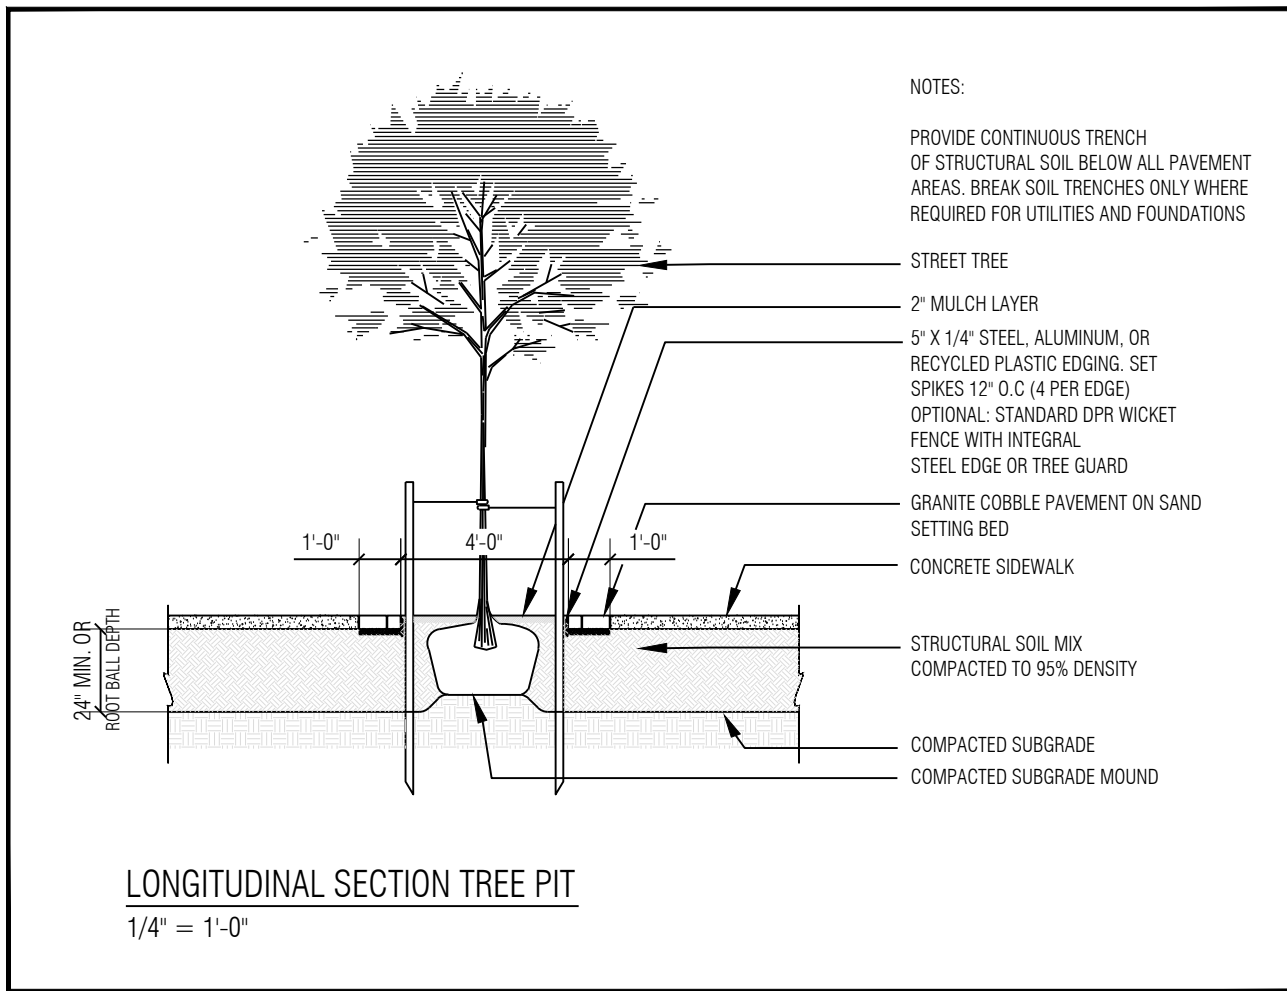 NOTES:
PROVIDE CONTINUOUS TRENCH
OF STRUCTURAL SOIL BELOW ALL PAVEMENT
AREAS. BREAK SOIL TRENCHES ONLY WHERE
REQUIRED FOR UTILITIES AND FOUNDATIONS
STREET TREE
2" MULCH LAYER
5" X 1/4" STEEL, ALUMINUM, OR
RECYCLED PLASTIC EDGING. SET
SPIKES 12" O.C (4 PER EDGE)
OPTIONAL: STANDARD DPR WICKET
FENCE WITH INTEGRAL
STEEL EDGE OR TREE GUARD
GRANITE COBBLE PAVEMENT ON SAND
SETTING BED
CONCRETE SIDEWALK
STRUCTURAL SOIL MIX
COMPACTED TO 95% DENSITY
COMPACTED SUBGRADE
COMPACTED SUBGRADE MOUND
1'-0"
4'-0"
1'-0"
24" MIN. OR
ROOT BALL DEPTH
LONGITUDINAL SECTION TREE PIT
1/4" = 1'-0"